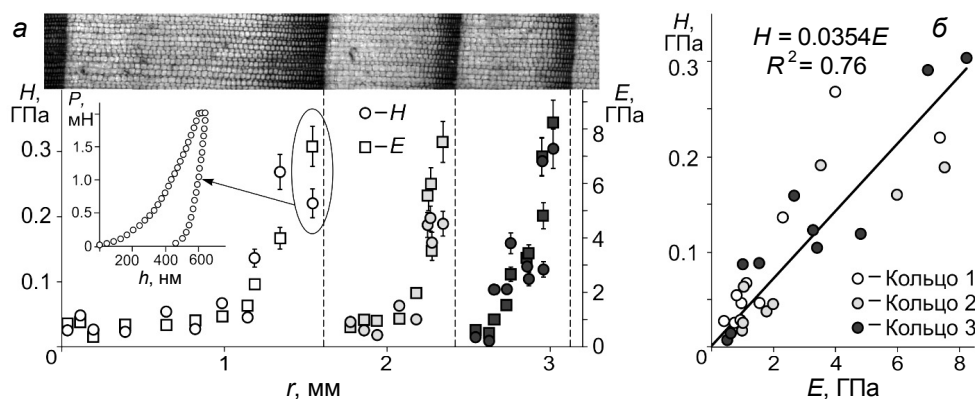 а
H,
ГПа
0.3
0.2
0.1
0
P,
мН
1.5
1.0
0.5
0
200
600
h, нм
H
E
E,
ГПа
8
6
4
2
0
0
1
2
3
r, мм
H,
ГПа
б
H = 0.0354E
R² = 0.76
0.3
0.2
0.1
0
Кольцо 1
Кольцо 2
Кольцо 3
0
2
4
6
8
E, ГПа